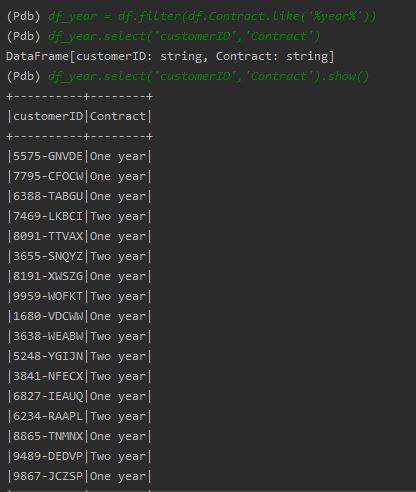 (Pdb) df_year = df.filter(df.Contract.like('%year%'))
(Pdb) df_year.select('customerID','Contract')
DataFrame[customerID: string, Contract: string]
(Pdb) df_year.select('customerID','Contract').show()
+----------+--------+
|customerID|Contract|
+----------+--------+
|5575-GNVDE|One year|
|7795-CFOCW|One year|
|6388-TABGU|One year|
|7469-LKBCI|Two year|
|8091-TTVAX|One year|
|3655-SNQYZ|Two year|
|8191-XWSZG|One year|
|9959-WOFKT|Two year|
|1680-VDCWW|One year|
|3638-WEABW|Two year|
|5248-YGIJN|Two year|
|3841-NFECX|Two year|
|6827-IEAUQ|One year|
|6234-RAAPL|Two year|
|8865-TNMNX|One year|
|9489-DEDVP|Two year|
|9867-JCZSP|One year|